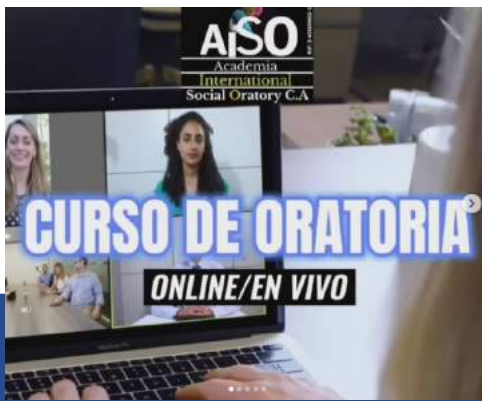 AiSO
Academia
International
Social Oratory C.A
CURSO DE ORATORIA
ONLINE/EN VIVO